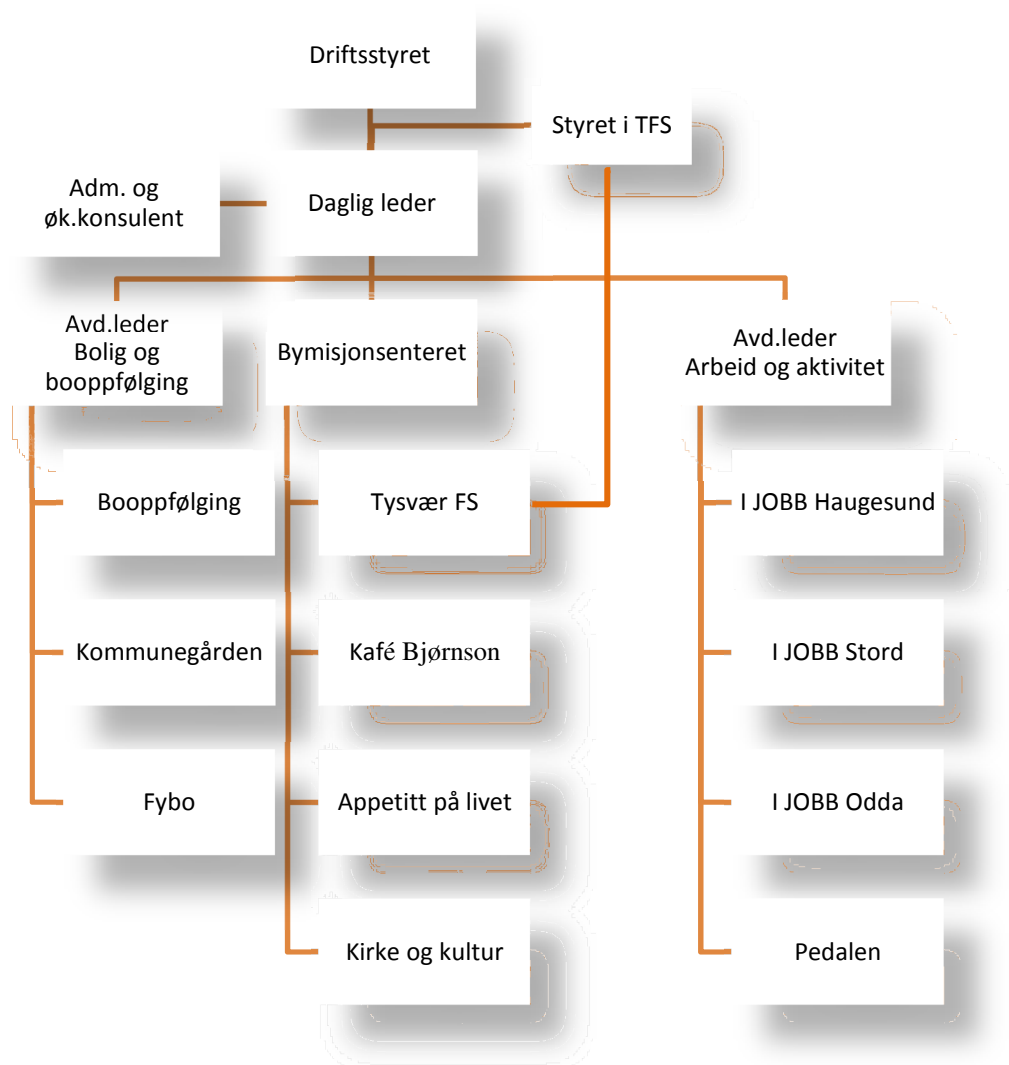 Driftsstyret
Styret i TFS
Adm. og
øk.konsulent
Daglig leder
Avd.leder
Bolig og
booppfølging
Bymisjonsenteret
Avd.leder
Arbeid og aktivitet
Booppfølging
Tysvær FS
I JOBB Haugesund
Kommunegården
Kafé Bjørnson
I JOBB Stord
Fybo
Appetitt på livet
I JOBB Odda
Kirke og kultur
Pedalen